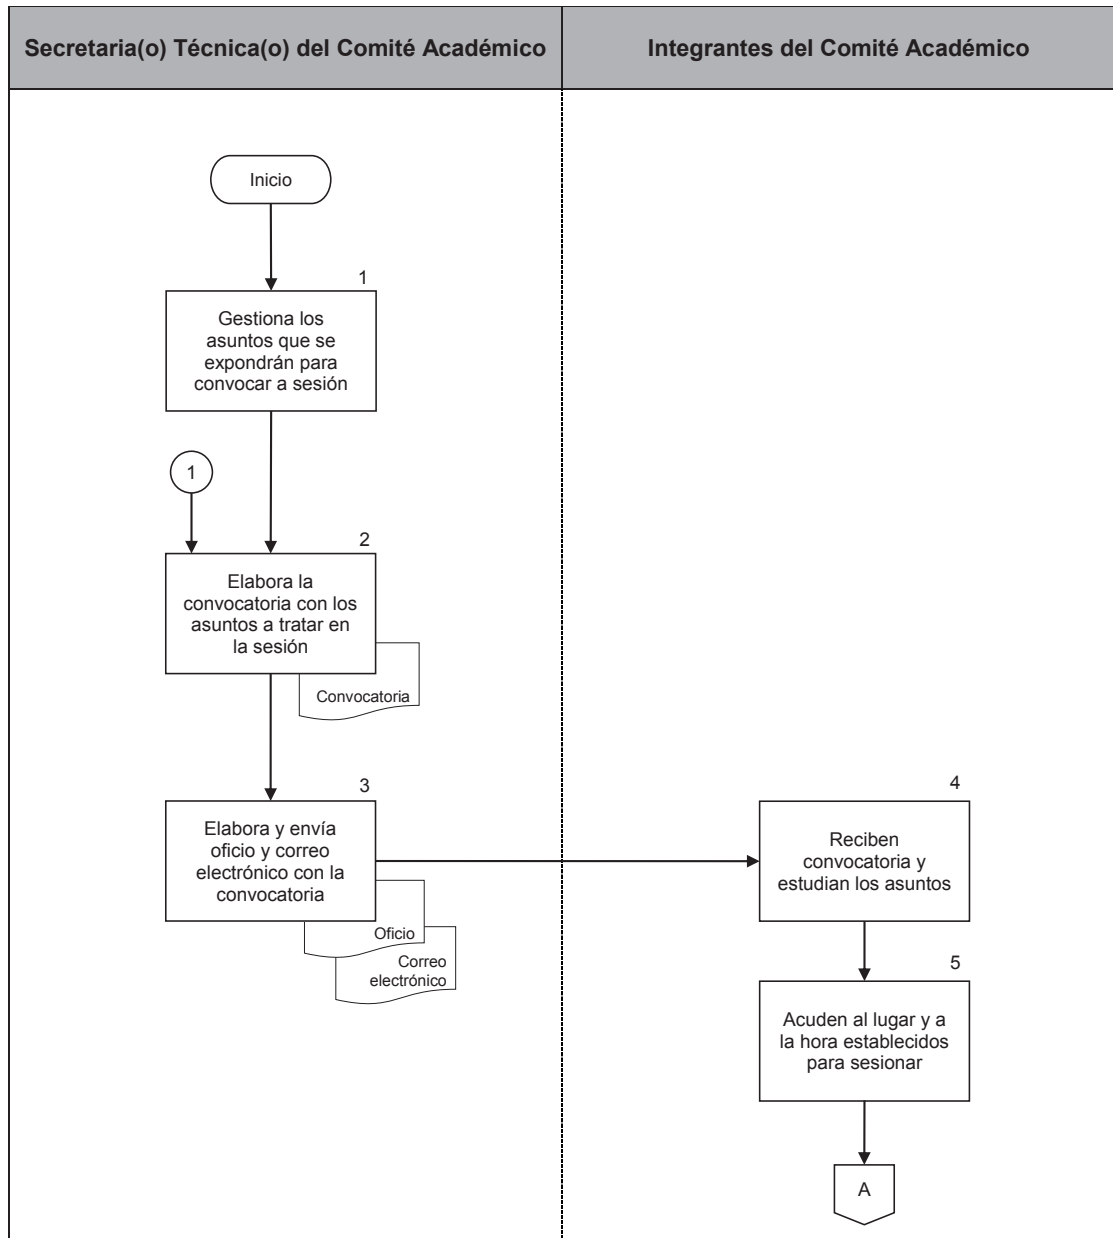 Secretaria(o) Técnica(o) del Comité Académico
Integrantes del Comité Académico
Inicio
1
Gestiona los
asuntos que se
expondrán para
convocar a sesión
1
2
Elabora la
convocatoria con los
asuntos a tratar en
la sesión
Convocatoria
3
Elabora y envía
oficio y correo
electrónico con la
convocatoria
Oficio
Correo
electrónico
4
Reciben
convocatoria y
estudian los asuntos
5
Acuden al lugar y a
la hora establecidos
para sesionar
A